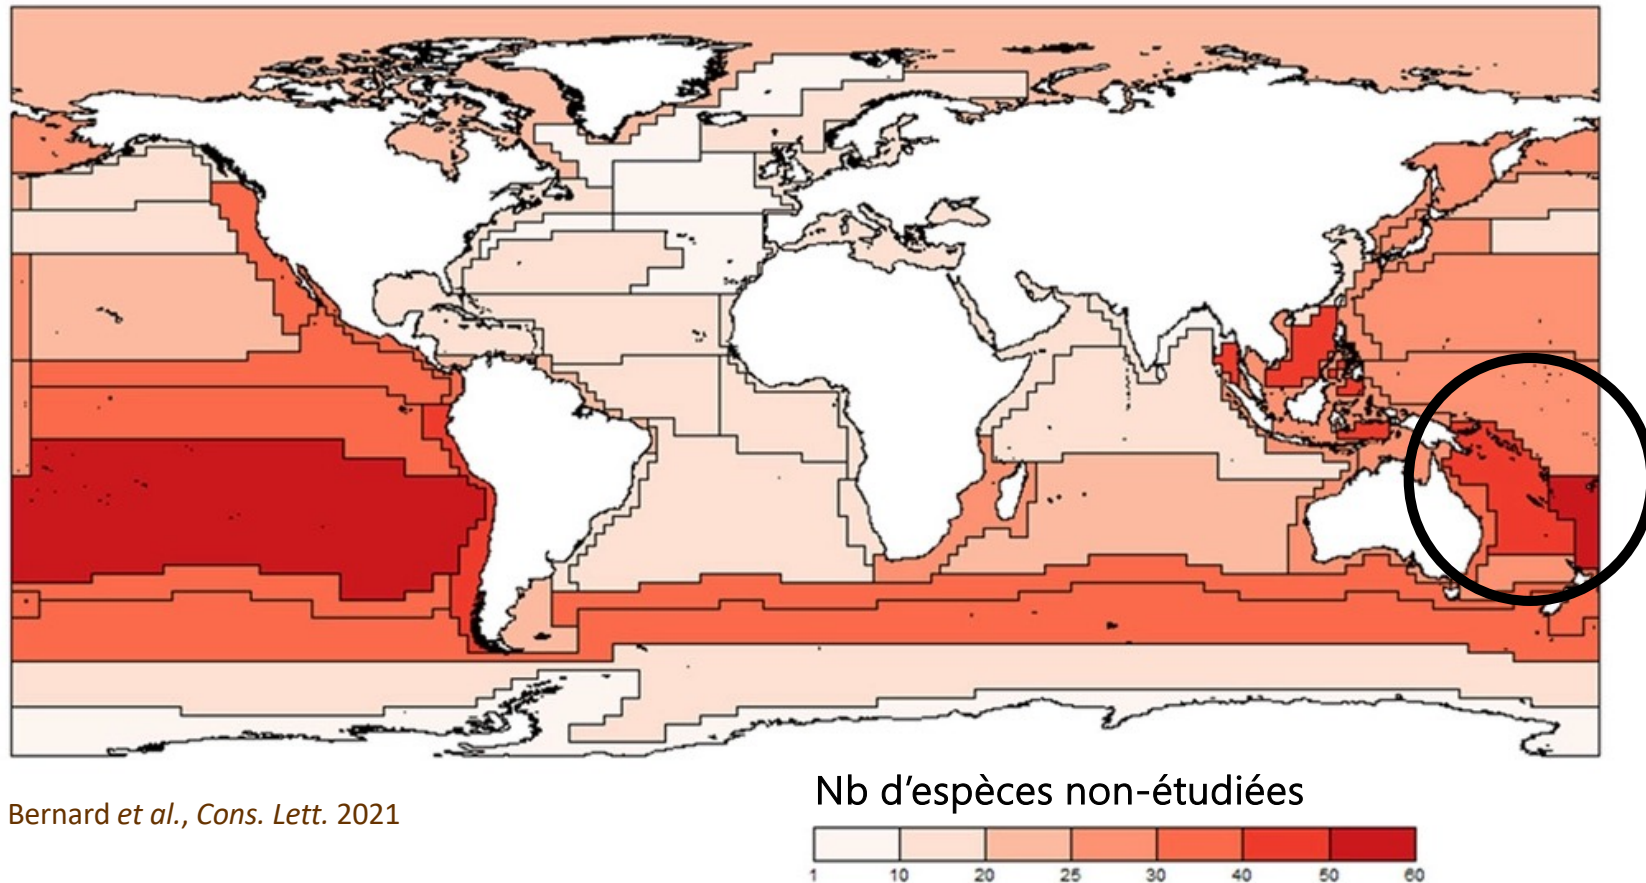 Bernard et al., Cons. Lett. 2021
Nb d'espèces non-étudiées
1 10 20 25 30 40 50 60